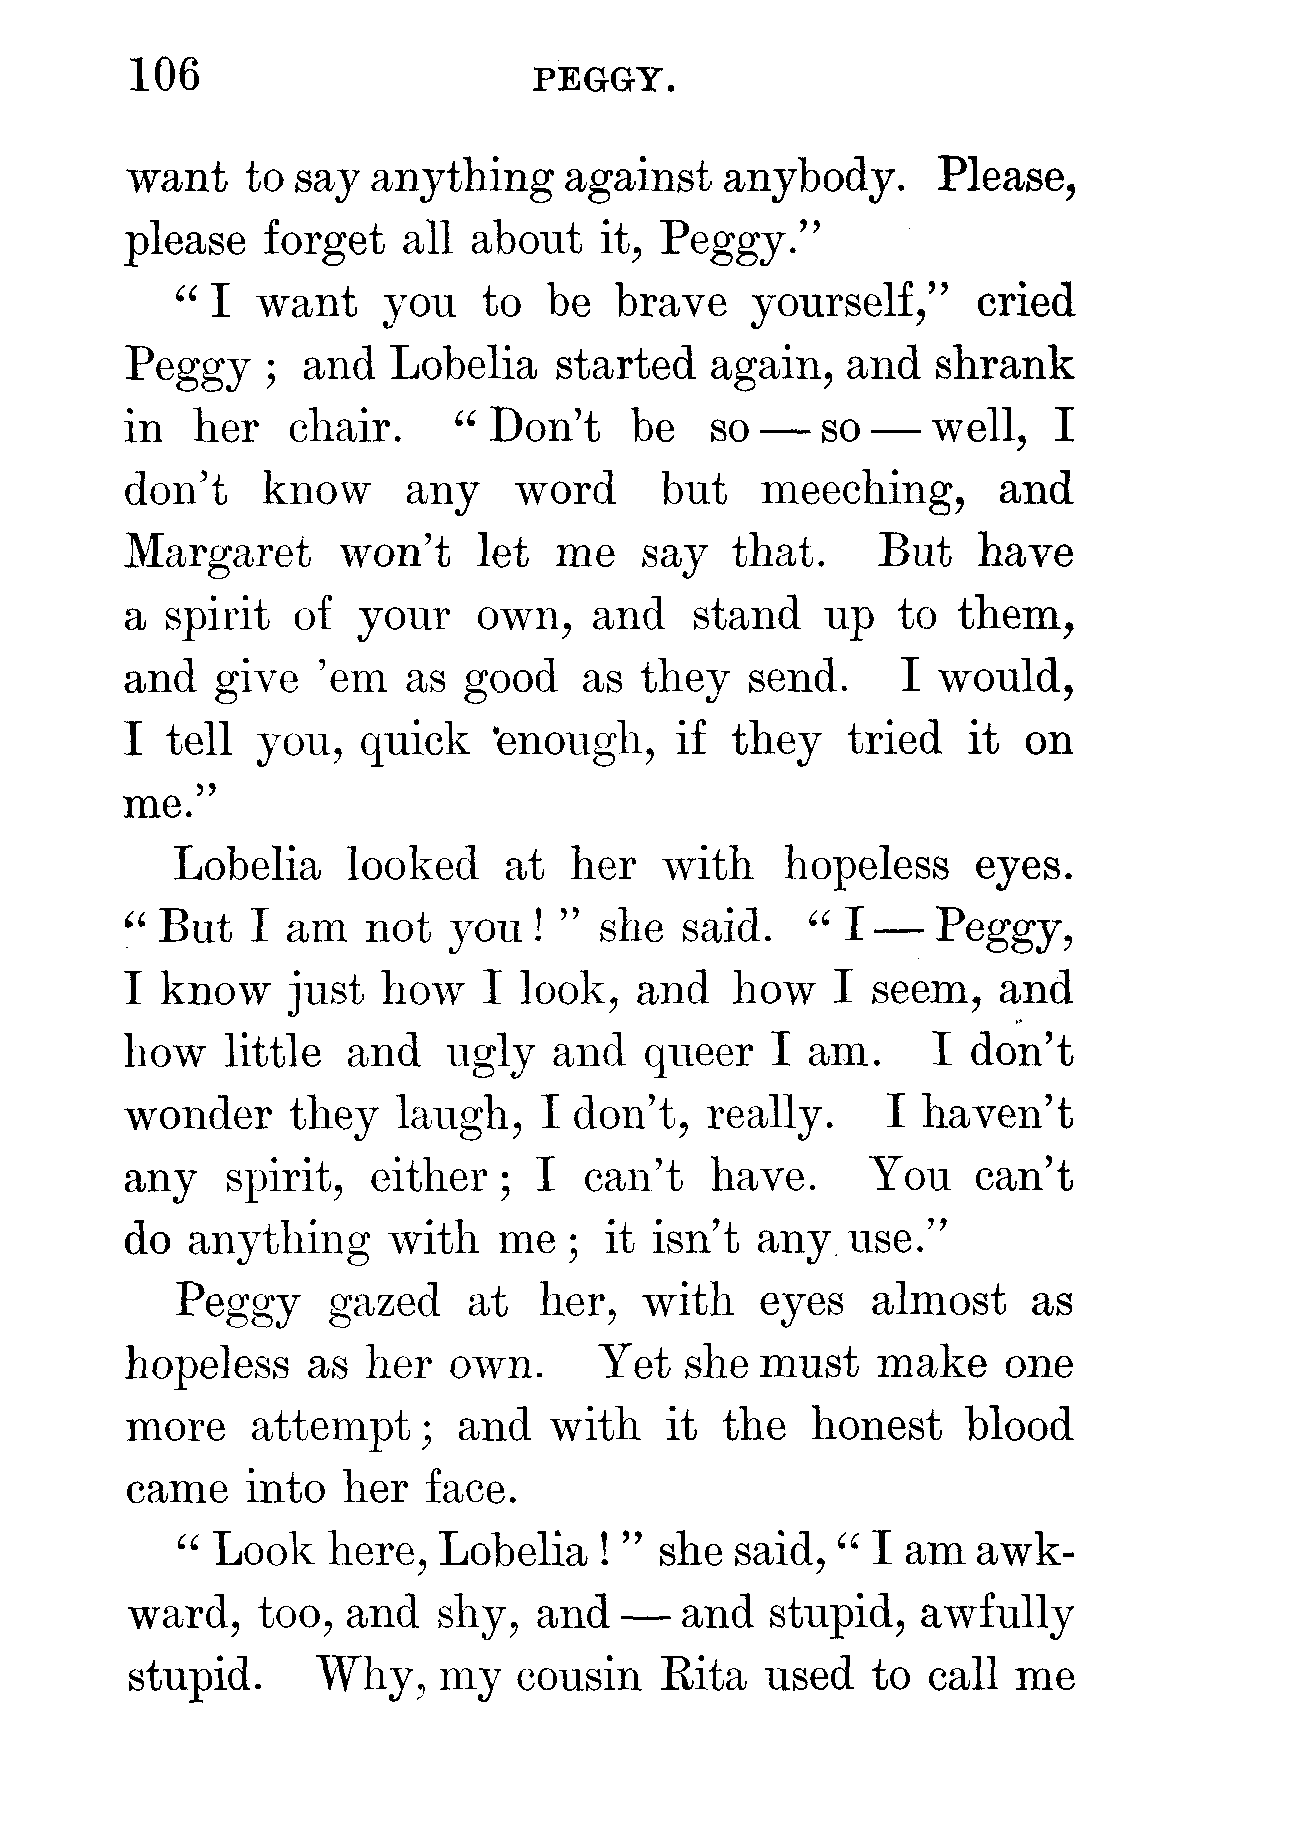 106 PEGGY.
want to say anything against anybody. Please,
please forget all about it, Peggy."
" I want you to be brave yourself," cried
Peggy ; and Lobelia started again, and shrank
in her chair. " Don't be so — so — well, I
don't know any word but meeching, and
Margaret won't let me say that. But have
a spirit of your own, and stand up to them,
and give 'em as good as they send. I would,
I tell you, quick 'enough, if they tried it on
me."
Lobelia looked at her with hopeless eyes.
" But I am not you ! " she said. " I — Peggy,
I know just how I look, and how I seem, and
how little and ugly and queer I am. I don't
wonder they laugh, I don't, really. I haven't
any spirit, either ; I can't have. You can't
do anything with me ; it isn't any use."
Peggy gazed at her, with eyes almost as
hopeless as her own. Yet she must make one
more attempt ; and with it the honest blood
came into her face.
" Look here, Lobelia ! " she said, " I am awk-
ward, too, and shy, and — and stupid, awfully
stupid. Why, my cousin Rita used to call me